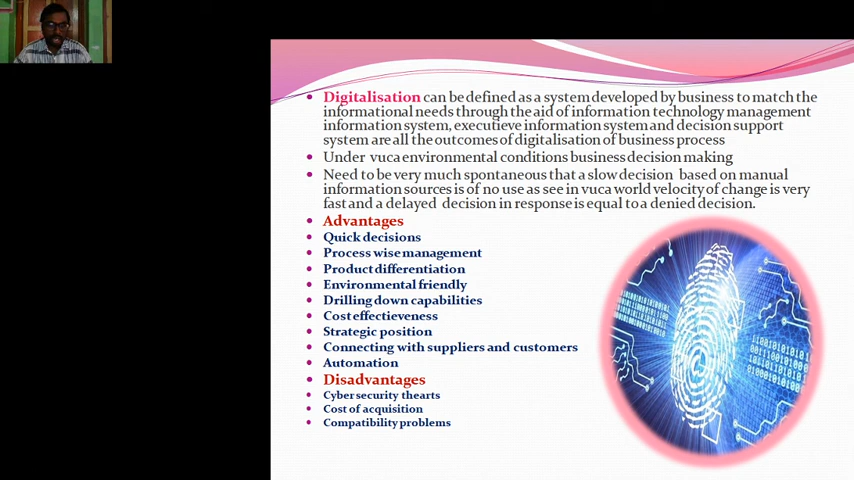 Digitalisation can be defined as a system developed by business to match the
informational needs through the aid of information technology management
information system, executieve information system and decision support
system are all the outcomes of digitalisation of business process
Under vuca environmental conditions business decision making
Need to be very much spontaneous that a slow decision based on manual
information sources is of no use as see in vuca world velocity of change is very
fast and a delayed decision in response is equal to a denied decision.
Advantages
Quick decisions
Process wise management
Product differentiation
Environmental friendly
Drilling down capabilities
Cost effectieveness
Strategic position
Connecting with suppliers and customers
Automation
Disadvantages
Cyber security thearts
Cost of acquisition
Compatibility problems